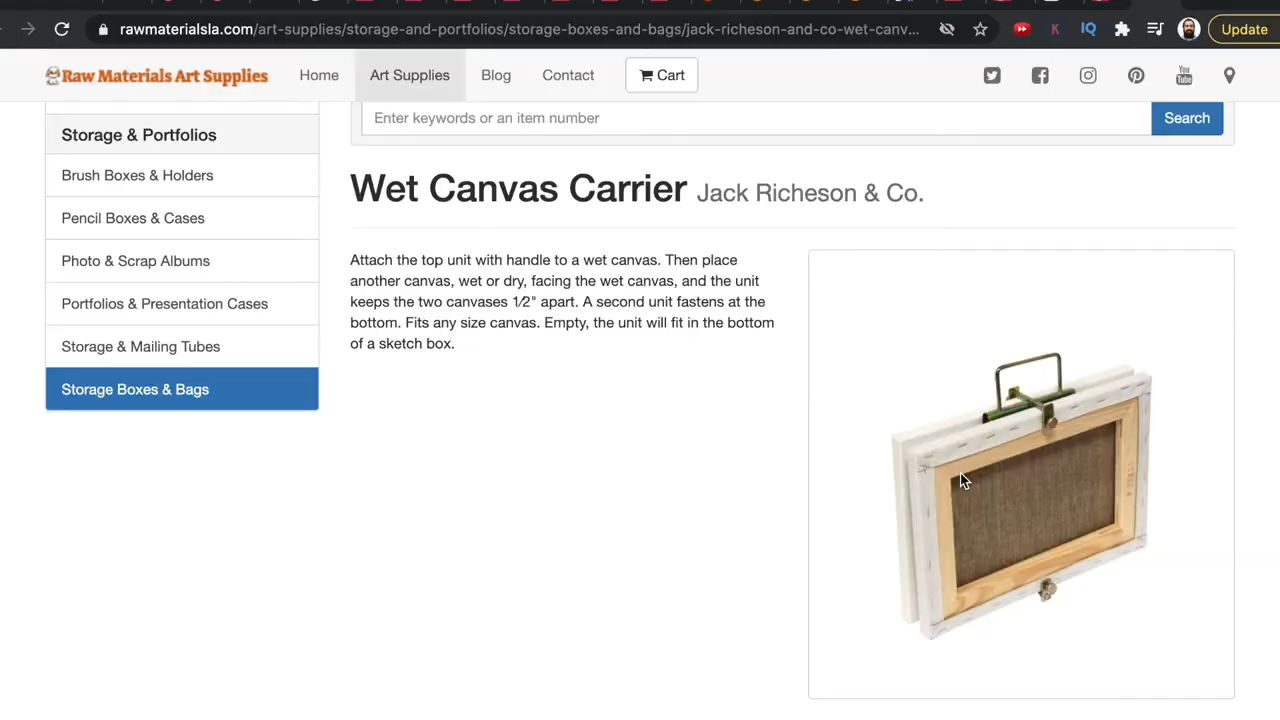 rawmaterialsla.com/art-supplies/storage-and-portfolios/storage-boxes-and-bags/jack-richeson-and-co-wet-canv...
K
IQ
Update
Raw Materials Art Supplies
Home
Art Supplies
Blog
Contact
Cart
You
Tube
Storage & Portfolios
Brush Boxes & Holders
Pencil Boxes & Cases
Photo & Scrap Albums
Portfolios & Presentation Cases
Storage & Mailing Tubes
Storage Boxes & Bags
Enter keywords or an item number
Search
Wet Canvas Carrier Jack Richeson & Co.
Attach the top unit with handle to a wet canvas. Then place
another canvas, wet or dry, facing the wet canvas, and the unit
keeps the two canvases 1⁄2" apart. A second unit fastens at the
bottom. Fits any size canvas. Empty, the unit will fit in the bottom
of a sketch box.